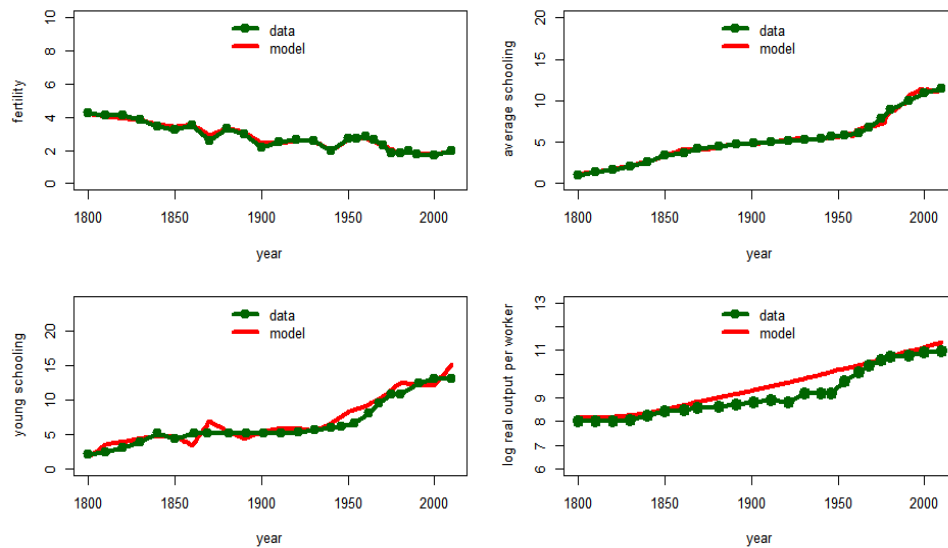 data
model
fertility
0 2 4 6 8 10
1800 1850 1900 1950 2000
year
data
model
average schooling
0 5 10 15 20
1800 1850 1900 1950 2000
year
data
model
young schooling
0 5 10 15 20
1800 1850 1900 1950 2000
year
data
model
log real output per worker
6 7 8 9 11 13
1800 1850 1900 1950 2000
year